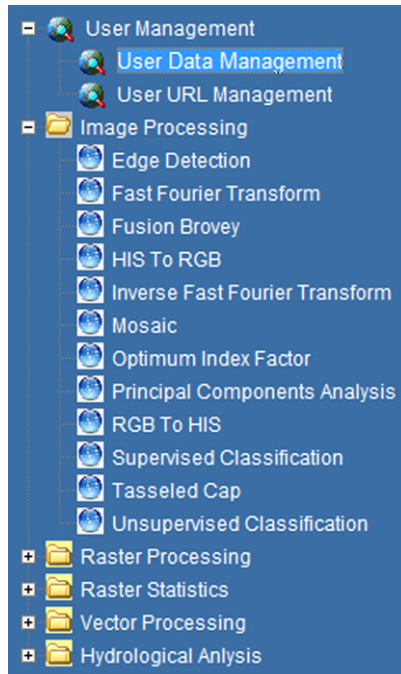 User Management
User Data Management
User URL Management
Image Processing
Edge Detection
Fast Fourier Transform
Fusion Brovey
HIS To RGB
Inverse Fast Fourier Transform
Mosaic
Optimum Index Factor
Principal Components Analysis
RGB To HIS
Supervised Classification
Tasseled Cap
Unsupervised Classification
Raster Processing
Raster Statistics
Vector Processing
Hydrological Anlysis